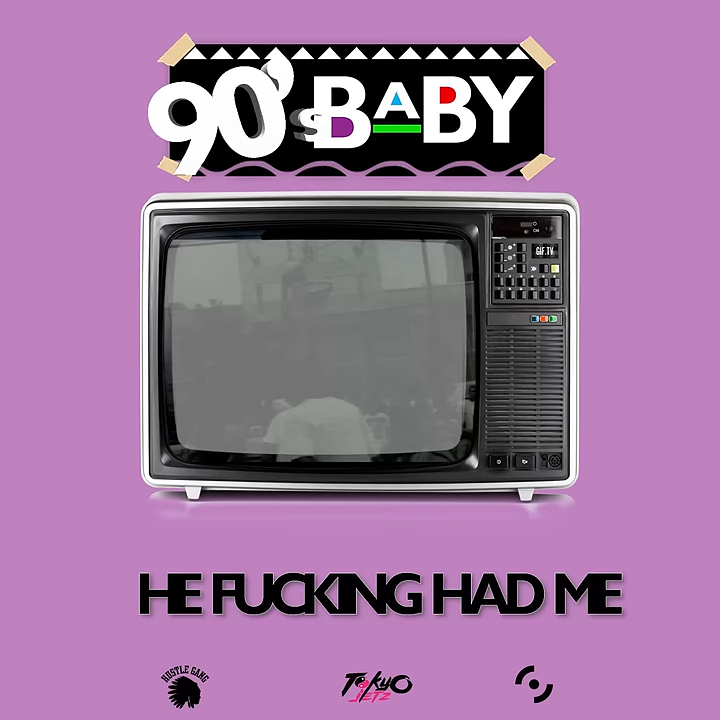 90's BABY
GIF.TV
HE FUCKING HAD ME
HUSTLE GANG
TOKYO
JETZ